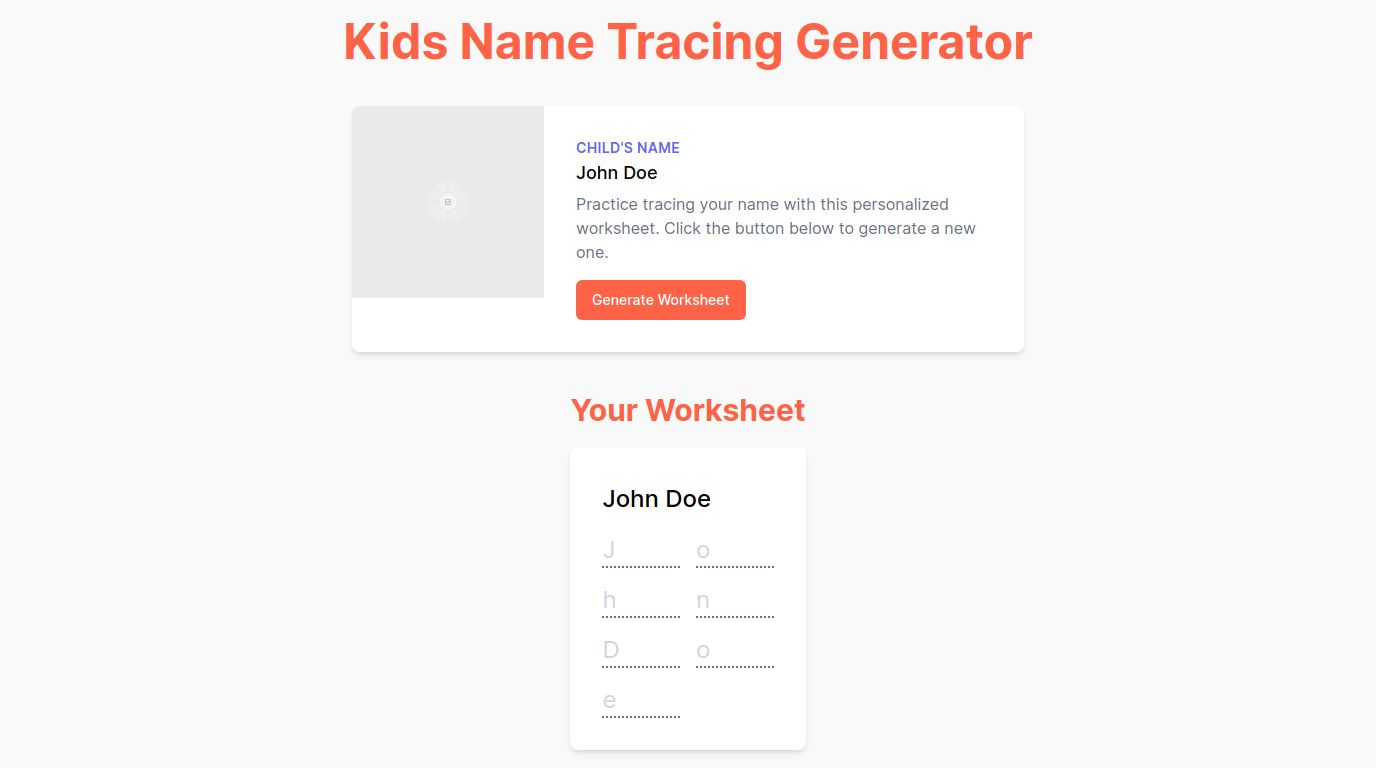 Kids Name Tracing Generator
CHILD'S NAME
John Doe
Practice tracing your name with this personalized
worksheet. Click the button below to generate a new
one.
Generate Worksheet
Your Worksheet
John Doe
J o
h n
D o
e